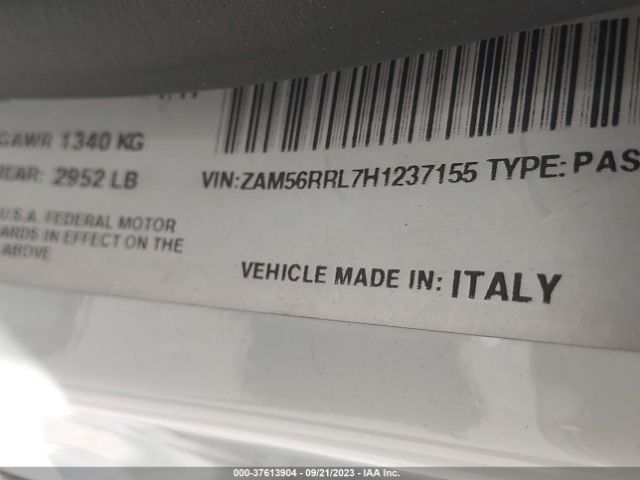 GAWR 1340 KG
REAR: 2952 LB
VIN:ZAM56RRL7H1237155 TYPE: PAS
U.S.A. FEDERAL MOTOR
ARDS IN EFFECT ON THE
ABOVE
VEHICLE MADE IN: ITALY
000-37613904 - 09/21/2023 - IAA Inc.